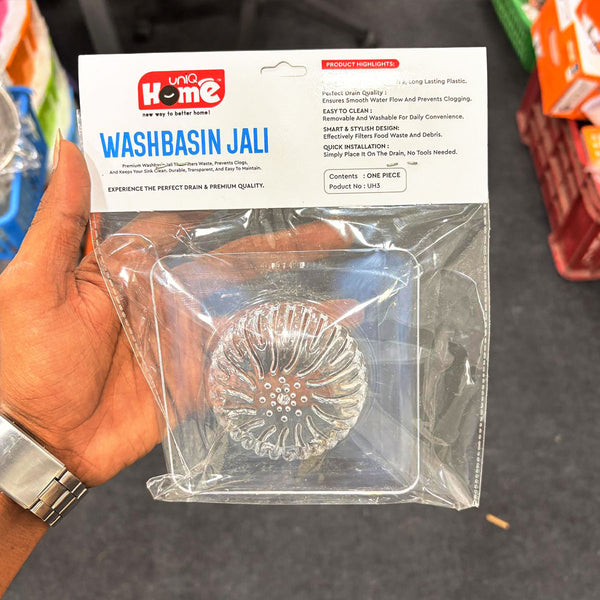 UNIQ
Home
new way to better home!
WASHBASIN JALI
Premium Washbasin Jali That Filters Waste, Prevents Clogs,
And Keeps Your Sink Clean. Durable, Transparent, And Easy To Maintain.
EXPERIENCE THE PERFECT DRAIN & PREMIUM QUALITY.
PRODUCT HIGHLIGHTS:
Long Lasting Plastic.
Perfect Drain Quality :
Ensures Smooth Water Flow And Prevents Clogging.
EASY TO CLEAN :
Removable And Washable For Daily Convenience.
SMART & STYLISH DESIGN:
Effectively Filters Food Waste And Debris.
QUICK INSTALLATION :
Simply Place It On The Drain, No Tools Needed.
Contents : ONE PIECE
Product No : UH3